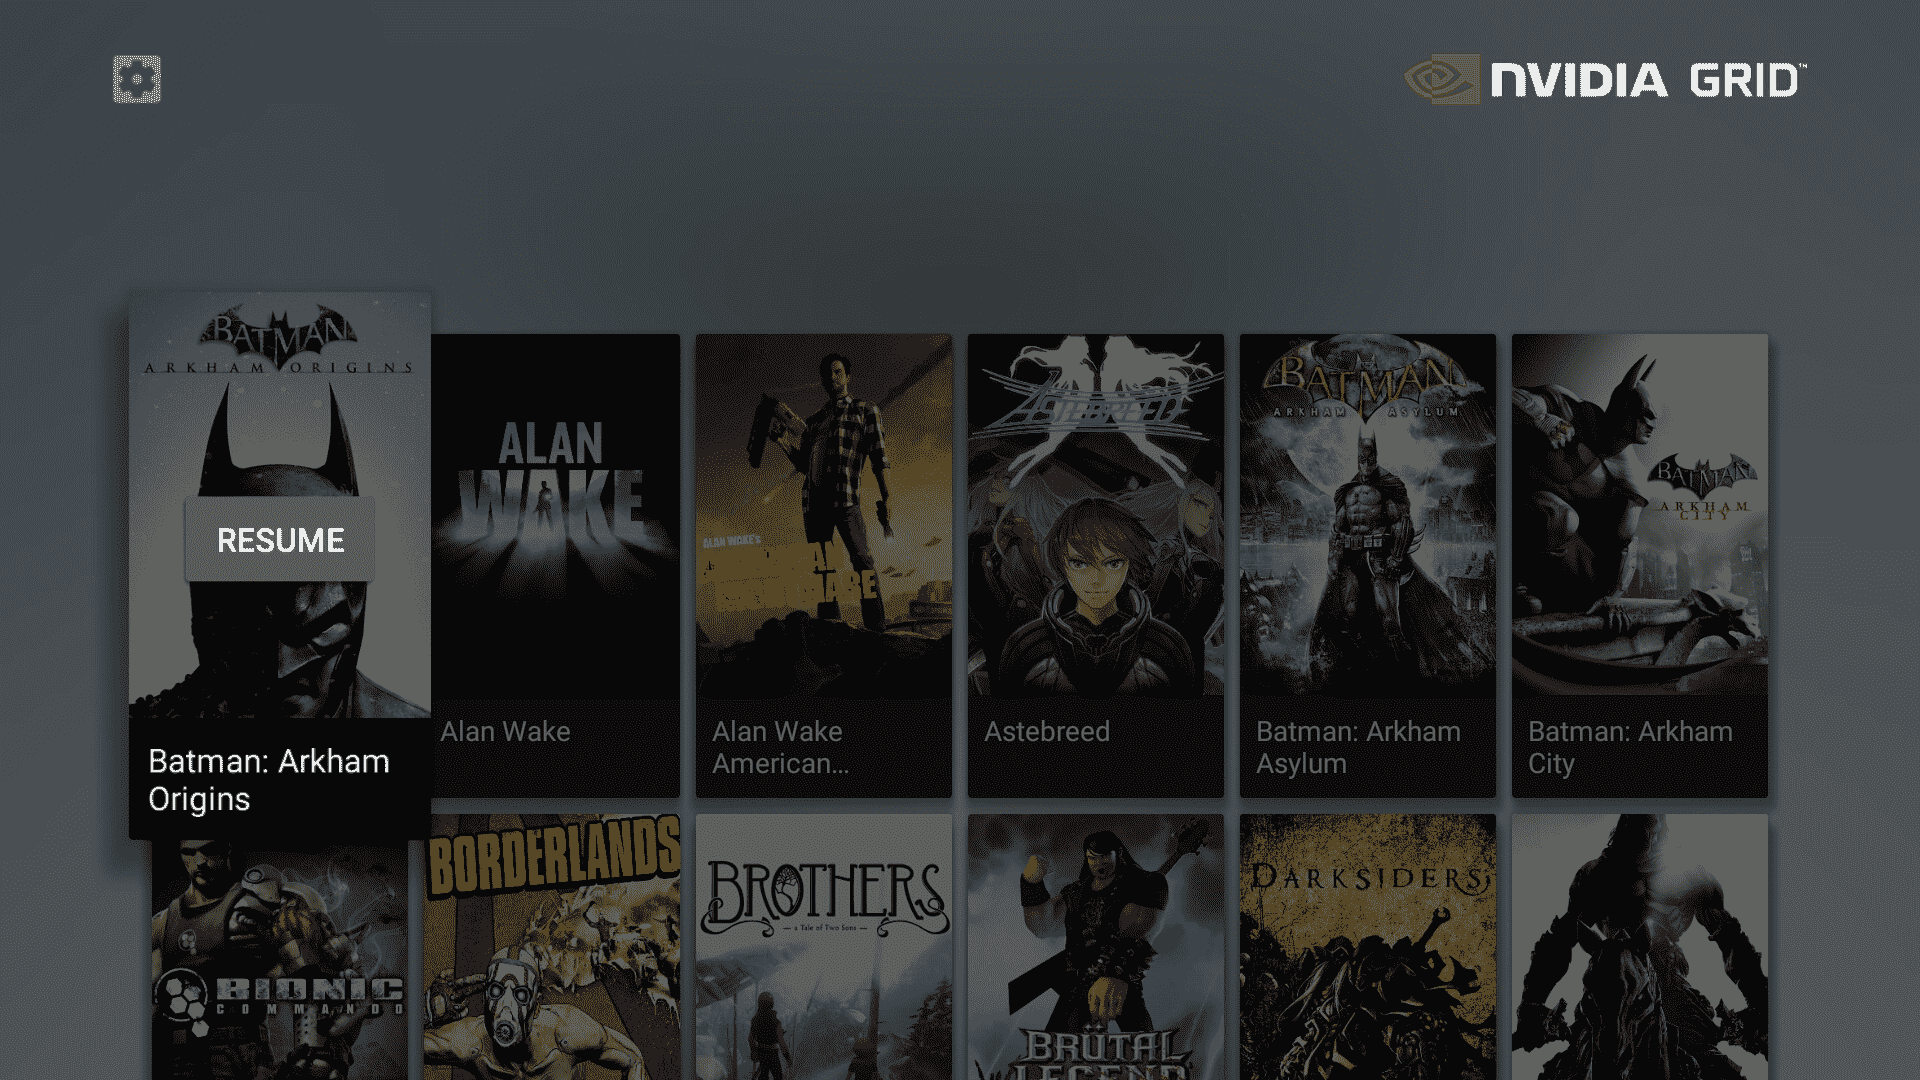 NVIDIA GRID™
BATMAN
ARKHAM ORIGINS
RESUME
Batman: Arkham
Origins
ALAN
WAKE
Alan Wake
ALAN WAKE'S
Alan Wake
American...
ASTEBREED
Astebreed
BATMAN
ARKHAM ASYLUM
Batman: Arkham
Asylum
BATMAN
ARKHAM
CITY
Batman: Arkham
City
BIONIC
COMMANDO
BORDERLANDS
BROTHERS
a Tale of Two Sons
BRÜTAL
LEGEND
DARKSIDERS